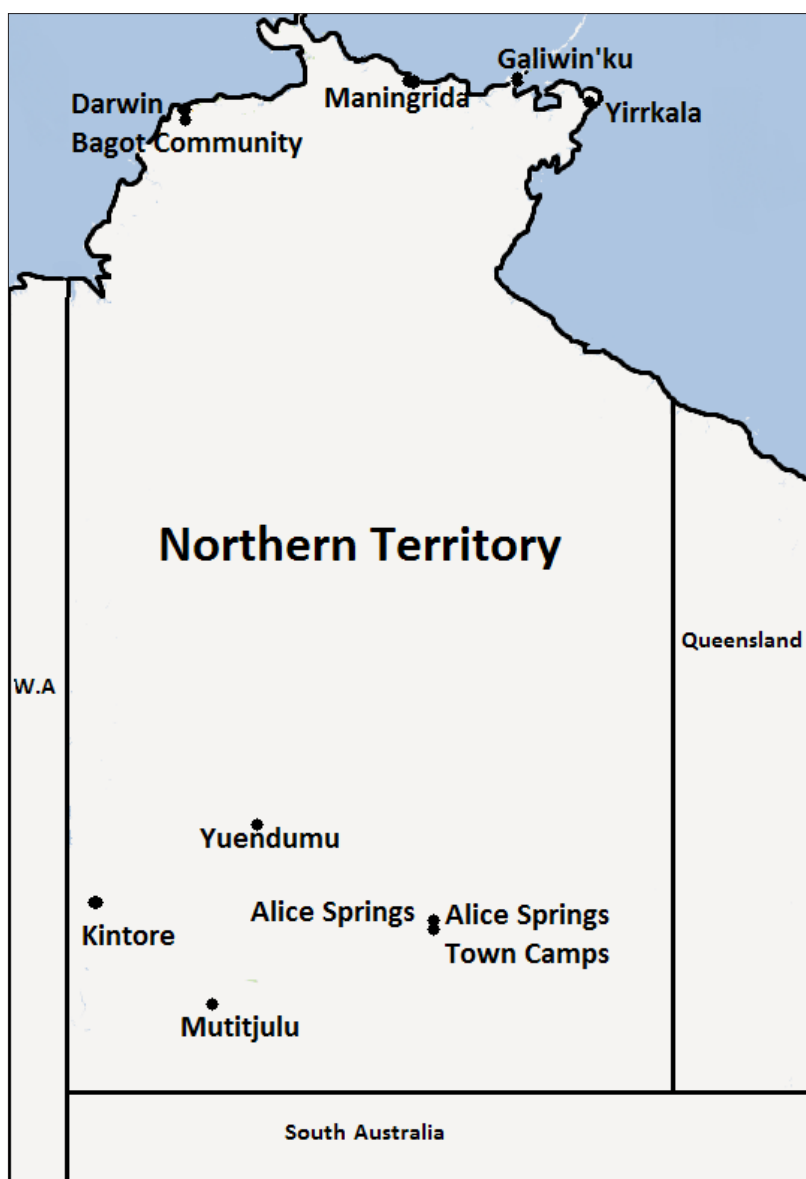 Galiwin'ku
Darwin
Maningrida
Yirrkala
Bagot Community
Northern Territory
Queensland
W.A
Yuendumu
Alice Springs
Alice Springs
Town Camps
Kintore
Mutitjulu
South Australia